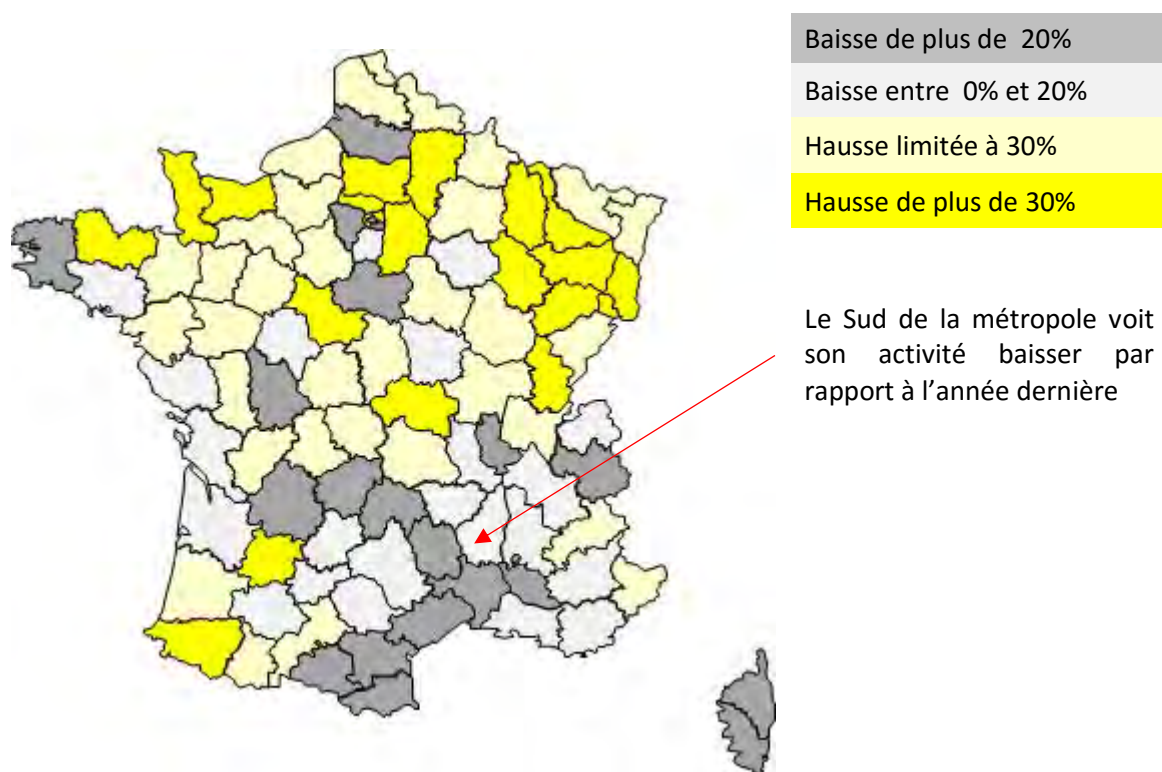 Baisse de plus de 20%
Baisse entre 0% et 20%
Hausse limitée à 30%
Hausse de plus de 30%
Le Sud de la métropole voit
son activité baisser par
rapport à l’année dernière